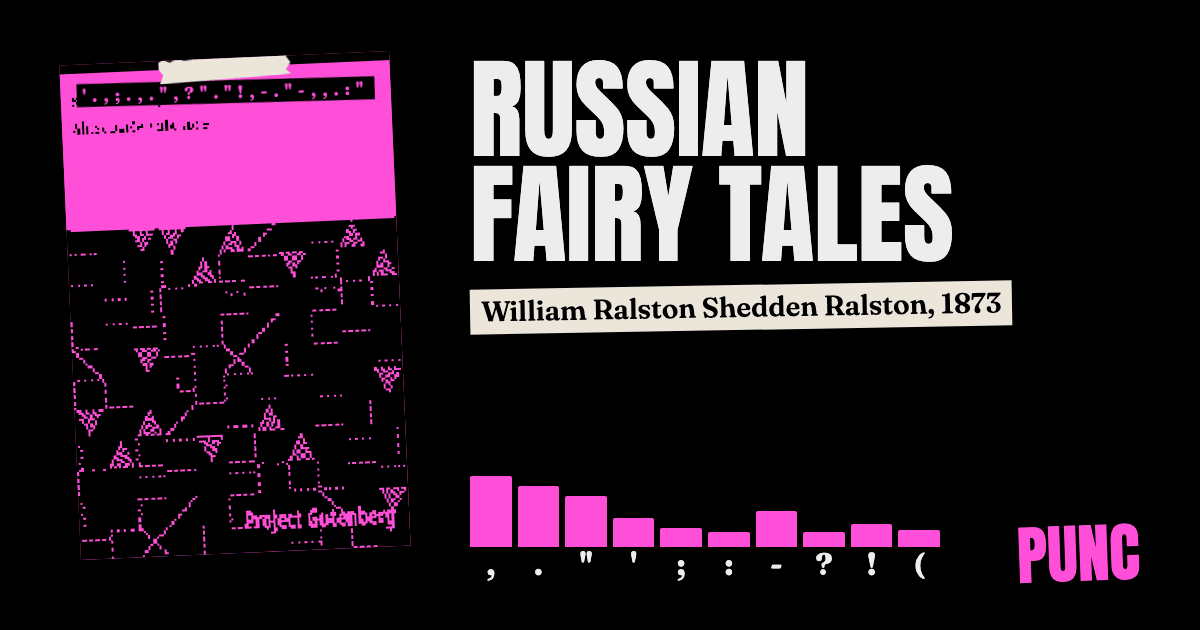 '.,;.,.",?"."!,-."-,,.:"
Project Gutenberg
RUSSIAN
FAIRY TALES
William Ralston Shedden Ralston, 1873
, . " ' ; : - ? ! (
PUNC